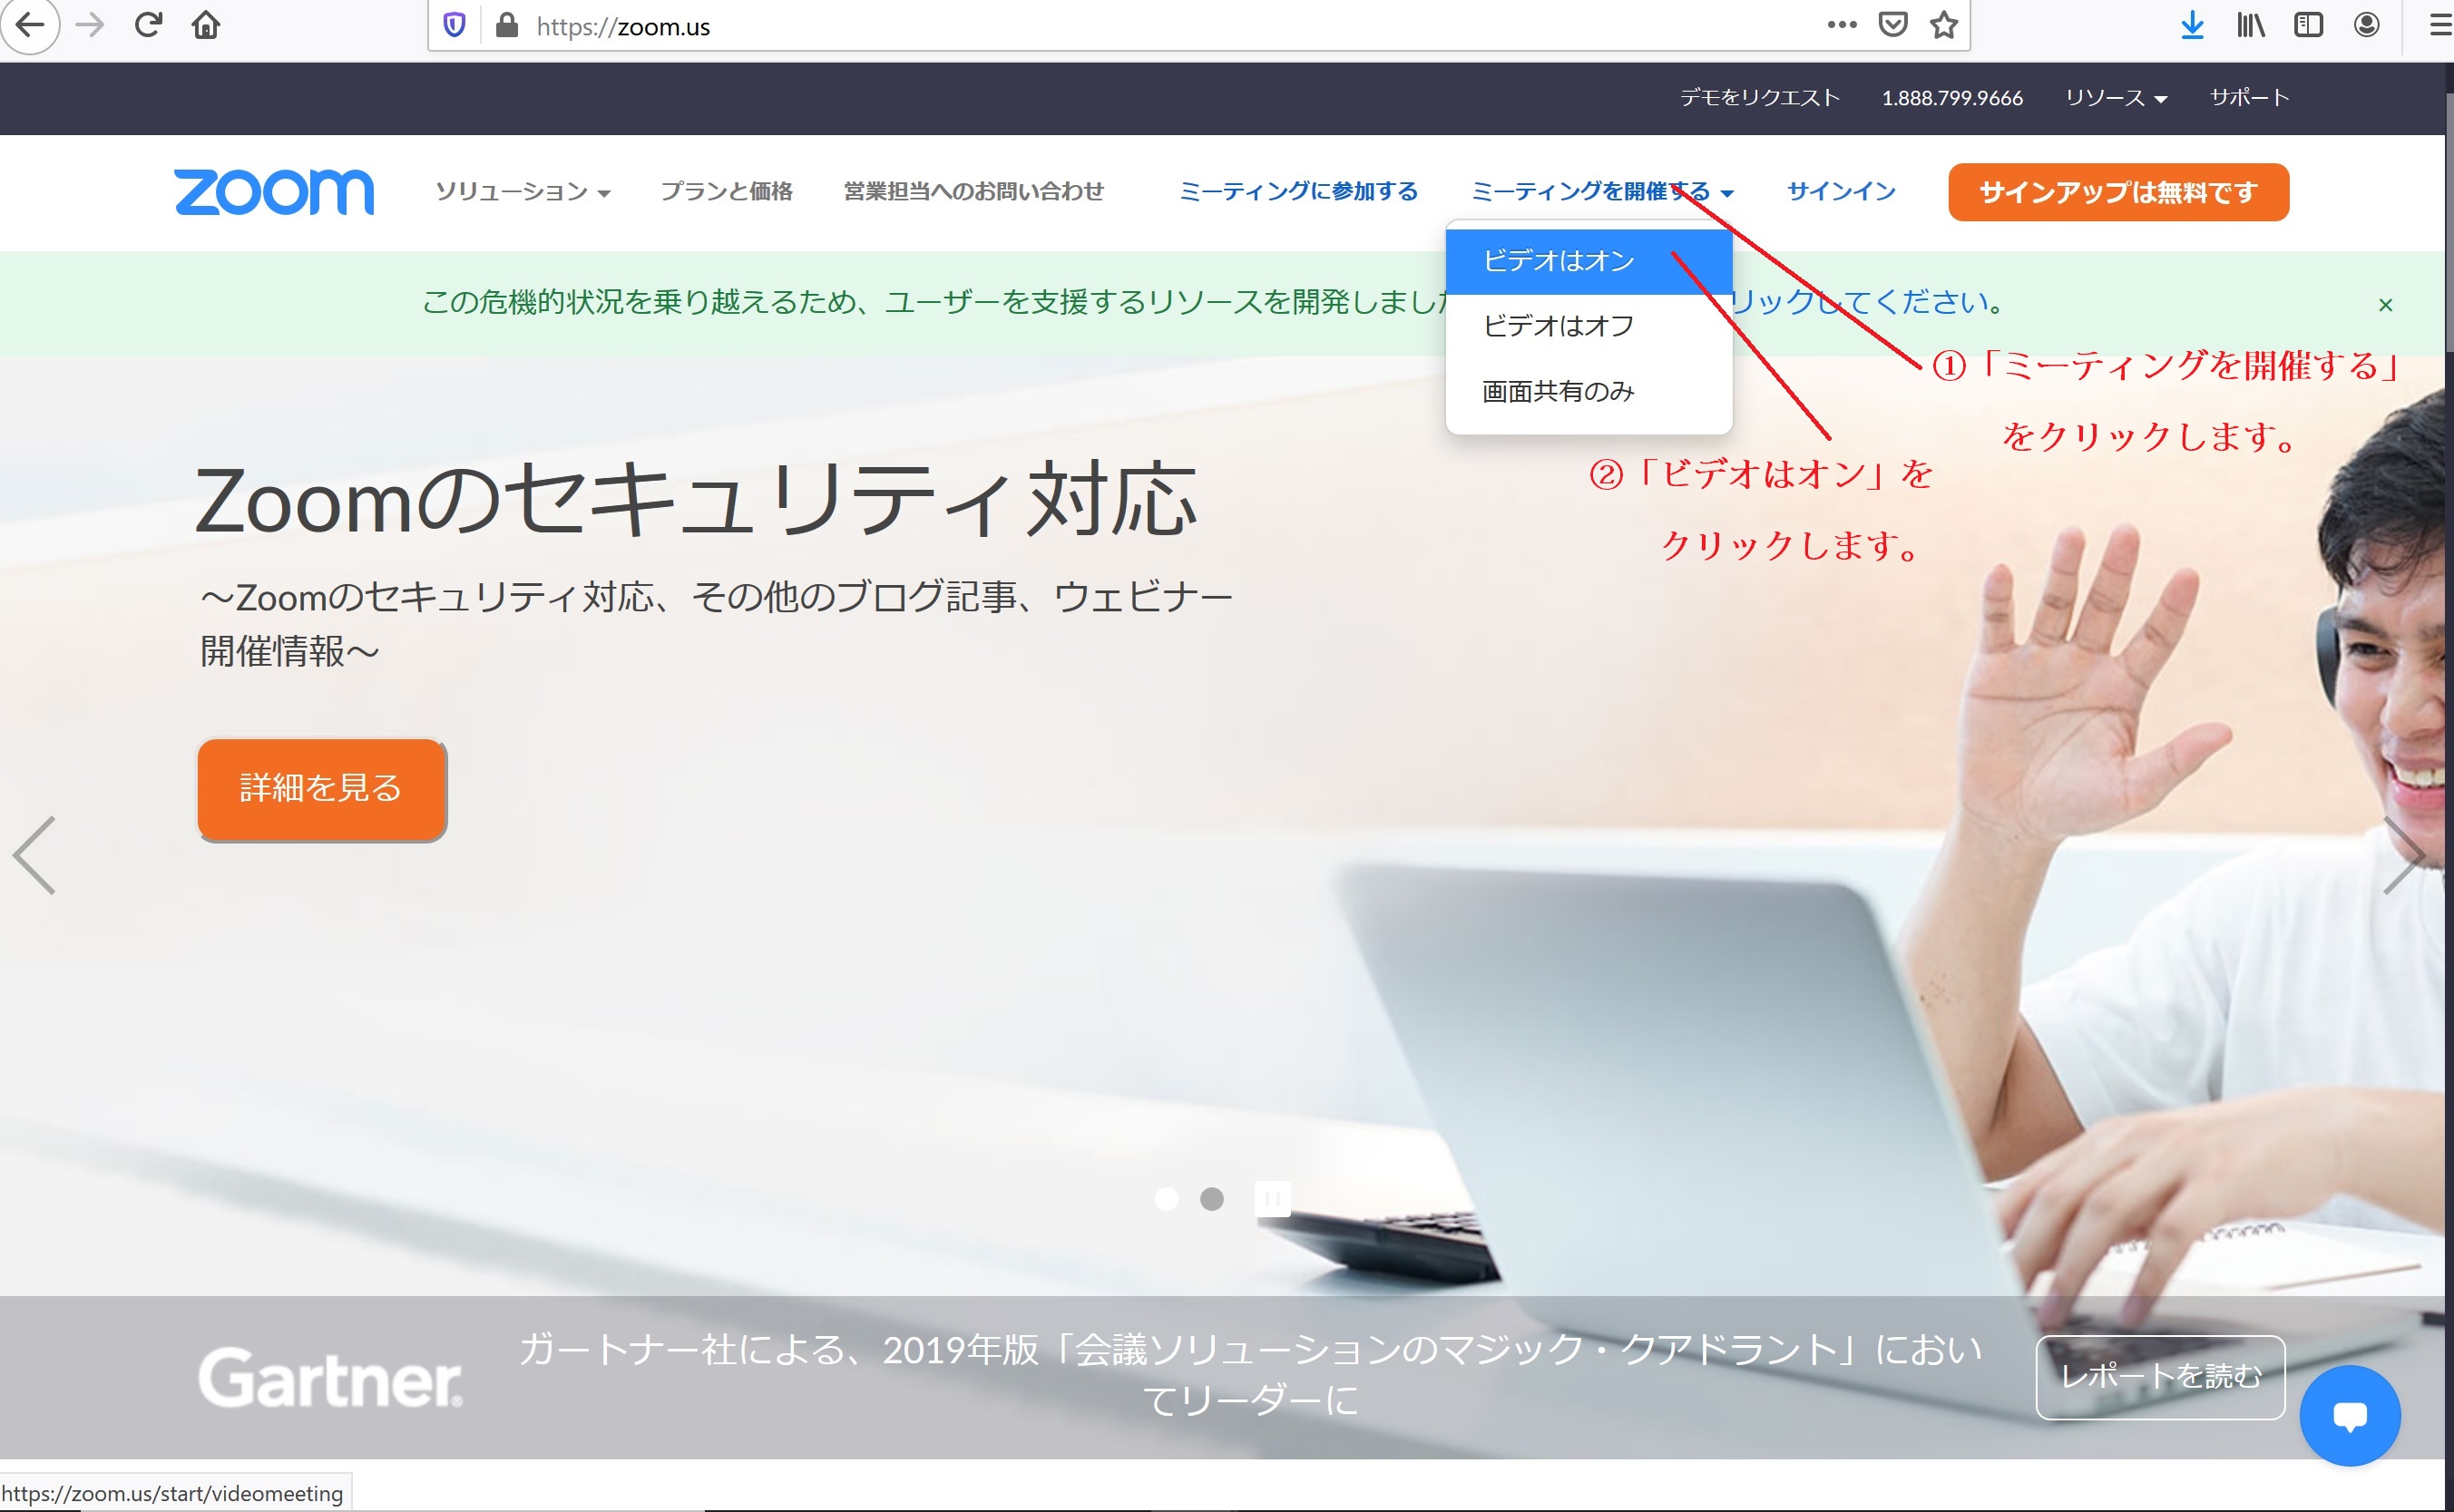 https://zoom.us
デモをリクエスト 1.888.799.9666 リソース サポート
zoom ソリューション プランと価格 営業担当へのお問い合わせ ミーティングに参加する ミーティングを開催する サインイン サインアップは無料です
ビデオはオン
ビデオはオフ
画面共有のみ
この危機的状況を乗り越えるため、ユーザーを支援するリソースを開発しまし リックしてください。 ×
①「ミーティングを開催する」
をクリックします。
②「ビデオはオン」を
クリックします。
Zoomのセキュリティ対応
～Zoomのセキュリティ対応、その他のブログ記事、ウェビナー
開催情報～
詳細を見る
Gartner®
ガートナー社による、2019年版「会議ソリューションのマジック・クアドラント」におい
てリーダーに
レポートを読む
https://zoom.us/start/videomeeting